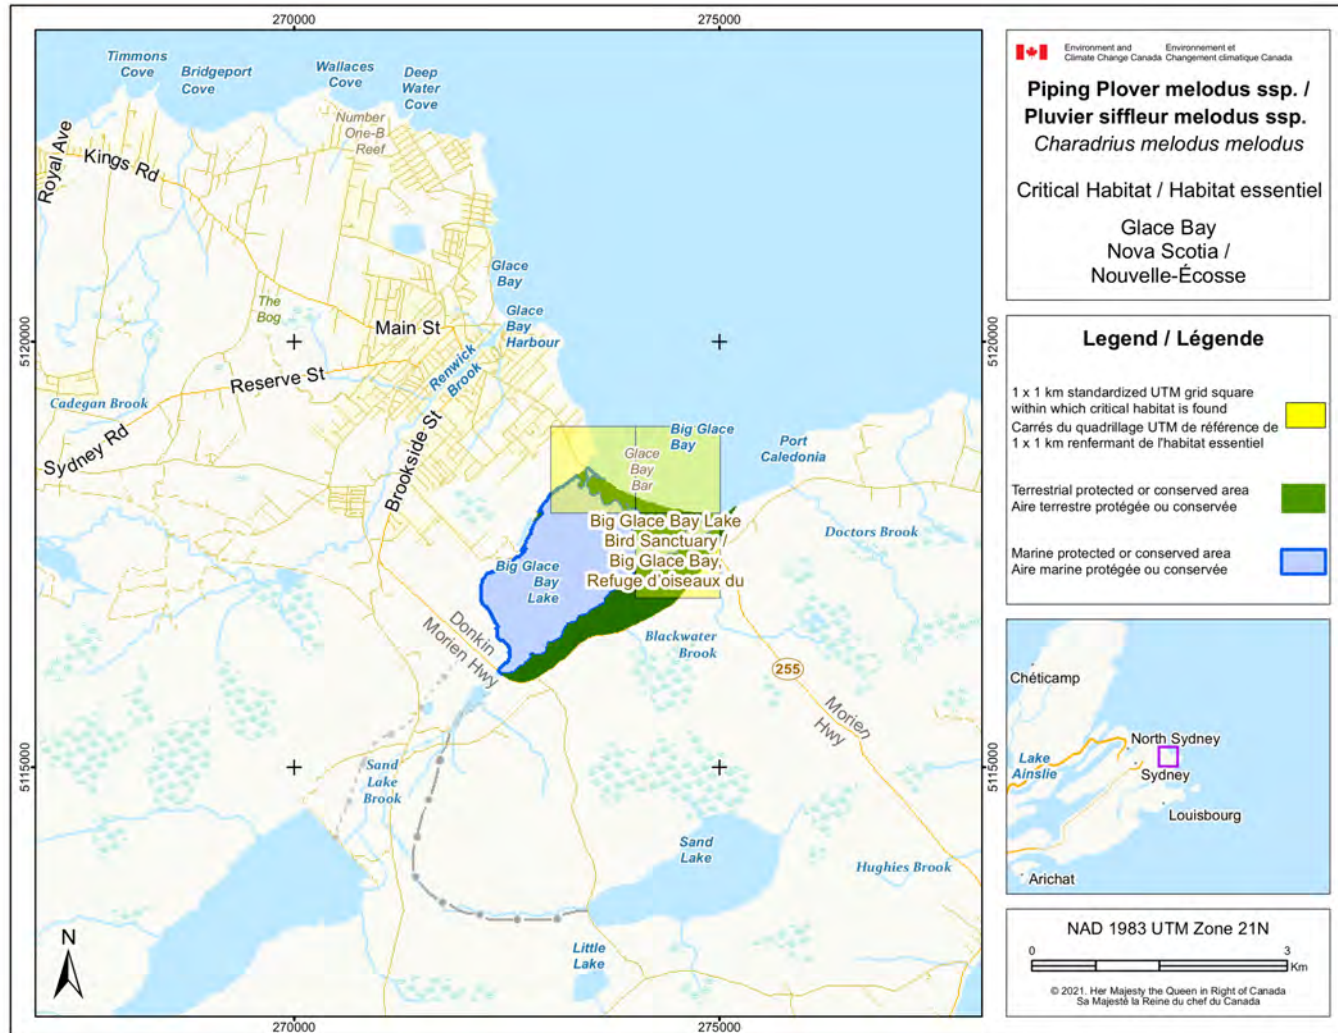 270000
275000
Timmons
Cove
Bridgeport
Cove
Wallaces
Cove
Deep
Water
Cove
Number
One-B
Reef
Royal Ave
Kings Rd
Glace
Bay
The
Bog
Main St
Glace
Bay
Harbour
5120000
5120000
Renwick
Brook
Reserve St
Cadegan Brook
Sydney Rd
Brookside St
Big Glace
Bay
Port
Caledonia
Glace
Bay
Bar
Big Glace Bay Lake
Bird Sanctuary /
Big Glace Bay,
Refuge d'oiseaux du
Doctors Brook
Big Glace
Bay
Lake
Donkin
Morien Hwy
Blackwater
Brook
255
Morien
Hwy
5115000
5115000
Sand
Lake
Brook
Sand
Lake
Hughies Brook
Little
Lake
N
270000
275000
Environment and
Climate Change Canada
Environnement et
Changement climatique Canada
Piping Plover melodus ssp. /
Pluvier siffleur melodus ssp.
Charadrius melodus melodus
Critical Habitat / Habitat essentiel
Glace Bay
Nova Scotia /
Nouvelle-Écosse
Legend / Légende
1 x 1 km standardized UTM grid square
within which critical habitat is found
Carrés du quadrillage UTM de référence de
1 x 1 km renfermant de l'habitat essentiel
Terrestrial protected or conserved area
Aire terrestre protégée ou conservée
Marine protected or conserved area
Aire marine protégée ou conservée
Chéticamp
North Sydney
Lake
Ainslie
Sydney
Louisbourg
Arichat
NAD 1983 UTM Zone 21N
0
3
Km
© 2021. Her Majesty the Queen in Right of Canada
Sa Majesté la Reine du chef du Canada